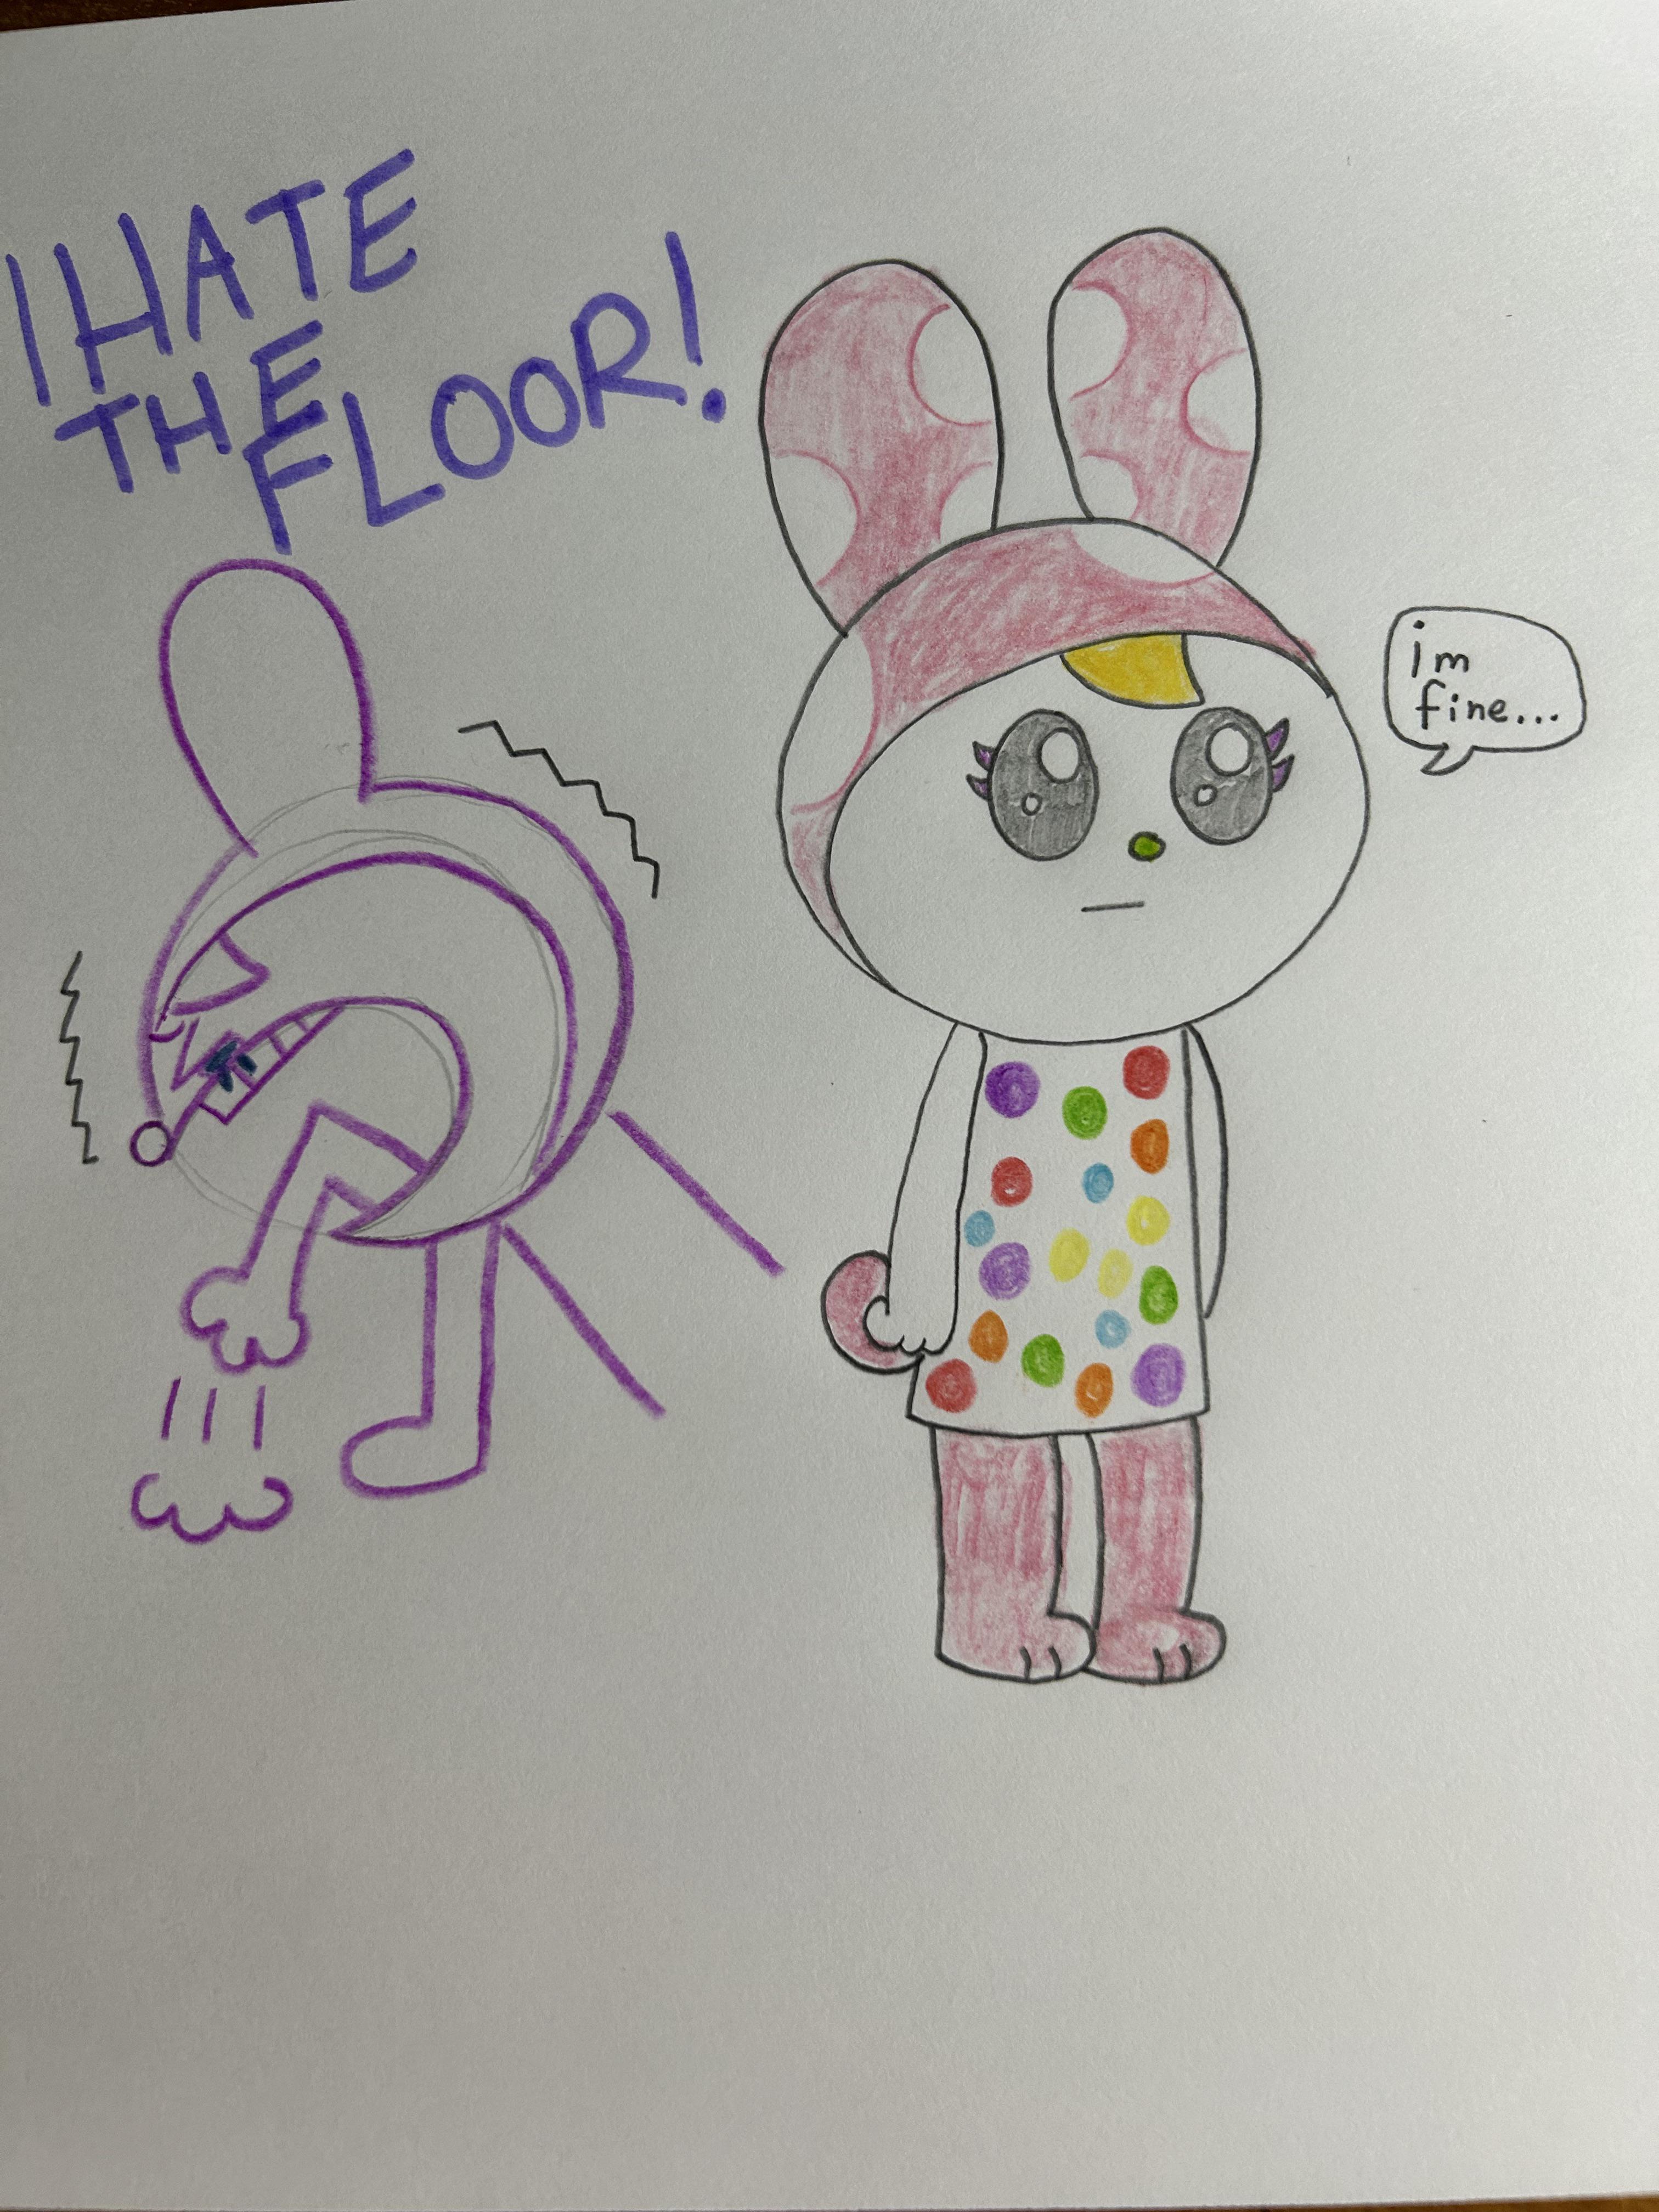 I HATE
THE
FLOOR!
im
fine...